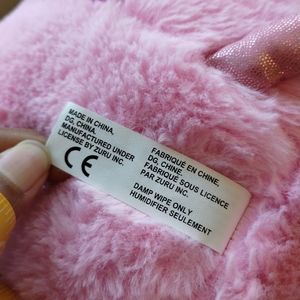 MADE IN CHINA,
DG, CHINA.
MANUFACTURED UNDER
LICENSE BY ZURU INC.
CE
FABRIQUÉ EN CHINE,
DG, CHINE.
FABRIQUÉ SOUS LICENCE
PAR ZURU INC.
DAMP WIPE ONLY
HUMIDIFIER SEULEMENT